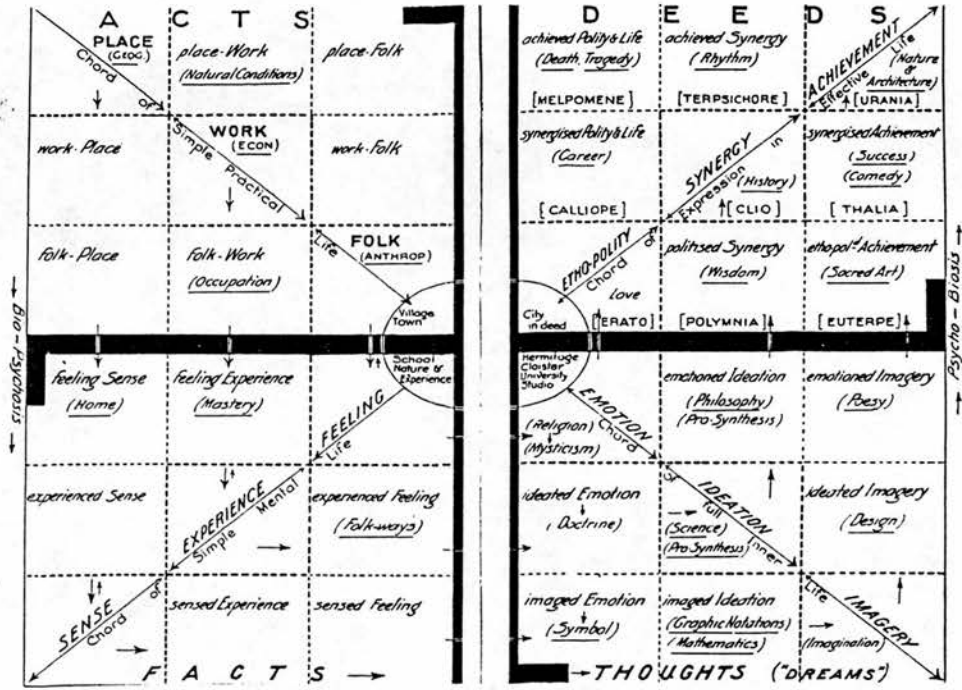 ACTS
PLACE
(GEOG.)
place-Work
(Natural Conditions)
place-Folk
Chord of
work-Place
WORK
(ECON)
work-Folk
Simple Practical
folk-Place
Folk-Work
(Occupation)
FOLK
(ANTHROP)
Life
Village
Town
School
Nature &
Experience
Bio-Psychosis
feeling Sense
(Home)
feeling Experience
(Mastery)
FEELING
Life
experienced Sense
EXPERIENCE
Simple Mental
experienced Feeling
(Folk-ways)
SENSE
Chord of
sensed Experience
sensed Feeling
FACTS
DEEDS
achieved Polity & Life
(Death, Tragedy)
[MELPOMENE]
achieved Synergy
(Rhythm)
[TERPSICHORE]
ACHIEVEMENT
Effective Life
(Nature
&
Architecture)
[URANIA]
synergised Polity & Life
(Career)
[CALLIOPE]
SYNERGY
Expression in
(History)
[CLIO]
synergised Achievement
(Success)
(Comedy)
[THALIA]
ETHO-POLITY
Chord of
Love
[ERATO]
politised Synergy
(Wisdom)
[POLYMNIA]
ethopol^d Achievement
(Sacred Art)
[EUTERPE]
City
in deed
Hermitage
Cloister
University
Studio
Psycho-Biosis
EMOTION
Chord of
(Religion)
(Mysticism)
emotioned Ideation
(Philosophy)
(Pro-Synthesis)
emotioned Imagery
(Poesy)
ideated Emotion
(Doctrine)
IDEATION
full Inner
(Science)
(Pro Synthesis)
ideated Imagery
(Design)
imaged Emotion
(Symbol)
imaged Ideation
(Graphic Notations)
(Mathematics)
IMAGERY
Life
(Imagination)
THOUGHTS ("DREAMS")